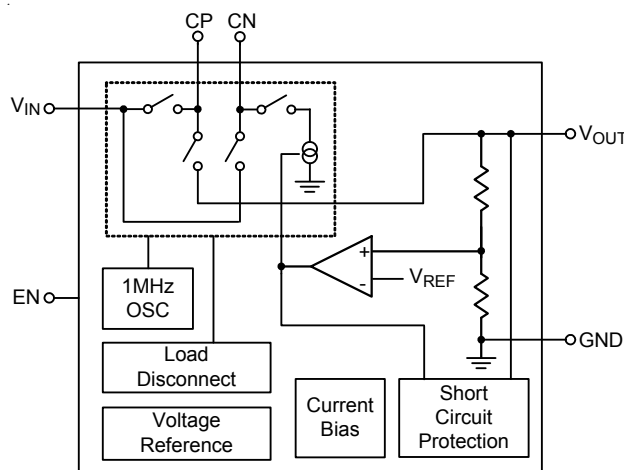 CP CN
VIN
VOUT
+
-
VREF
EN
1MHz
OSC
GND
Load
Disconnect
Voltage
Reference
Current
Bias
Short
Circuit
Protection